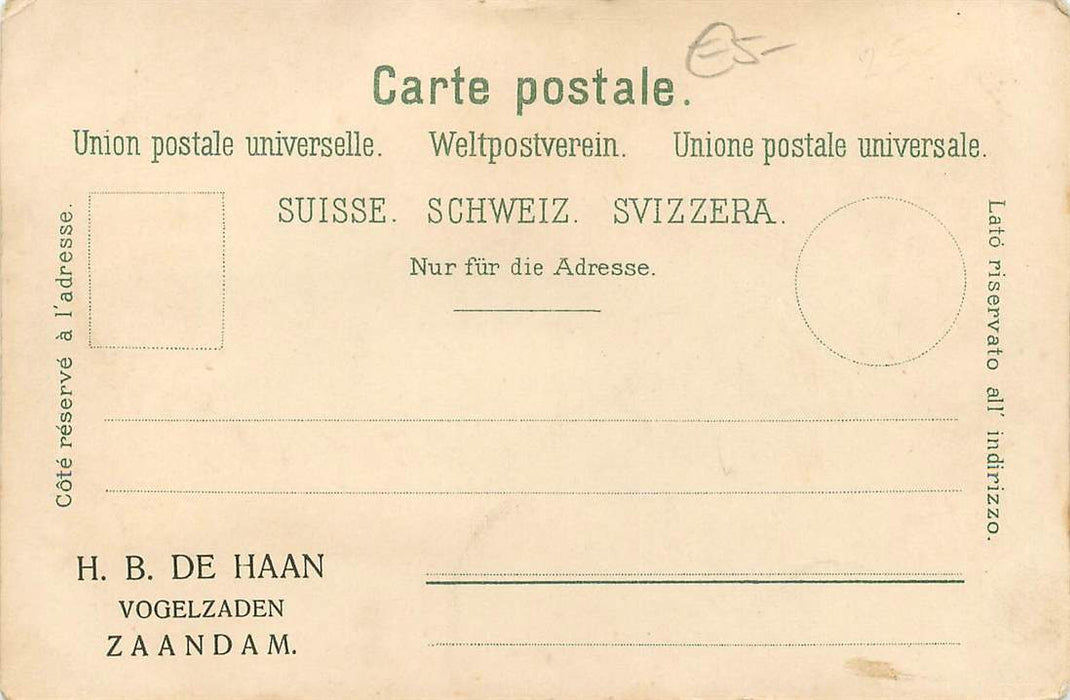 €5-
Carte postale.
Union postale universelle. Weltpostverein. Unione postale universale.
SUISSE. SCHWEIZ. SVIZZERA.
Nur für die Adresse.
Côté réservé à l'adresse.
Lató riservato all' indirizzo.
H. B. DE HAAN
VOGELZADEN
ZAANDAM.